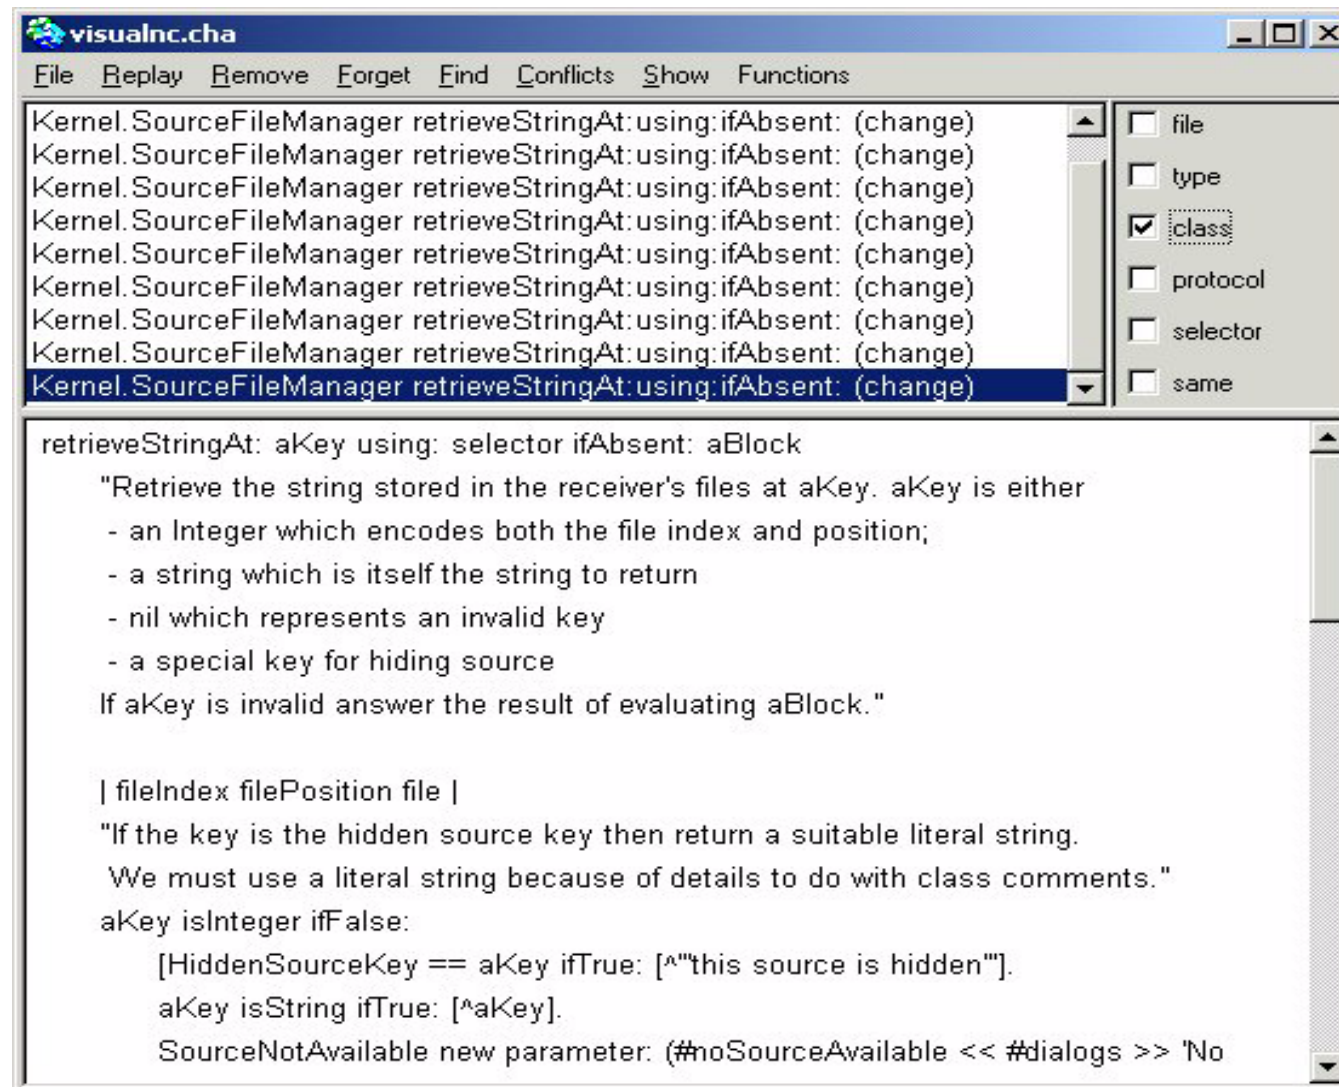 visualnc.cha
File Replay Remove Forget Find Conflicts Show Functions
Kernel.SourceFileManager retrieveStringAt:using:ifAbsent: (change)
Kernel.SourceFileManager retrieveStringAt:using:ifAbsent: (change)
Kernel.SourceFileManager retrieveStringAt:using:ifAbsent: (change)
Kernel.SourceFileManager retrieveStringAt:using:ifAbsent: (change)
Kernel.SourceFileManager retrieveStringAt:using:ifAbsent: (change)
Kernel.SourceFileManager retrieveStringAt:using:ifAbsent: (change)
Kernel.SourceFileManager retrieveStringAt:using:ifAbsent: (change)
Kernel.SourceFileManager retrieveStringAt:using:ifAbsent: (change)
Kernel.SourceFileManager retrieveStringAt:using:ifAbsent: (change)
file
type
class
protocol
selector
same
retrieveStringAt: aKey using: selector ifAbsent: aBlock
"Retrieve the string stored in the receiver's files at aKey. aKey is either
- an Integer which encodes both the file index and position;
- a string which is itself the string to return
- nil which represents an invalid key
- a special key for hiding source
If aKey is invalid answer the result of evaluating aBlock."
| fileIndex filePosition file |
"If the key is the hidden source key then return a suitable literal string.
We must use a literal string because of details to do with class comments."
aKey isInteger ifFalse:
[HiddenSourceKey == aKey ifTrue: [^'"this source is hidden"'].
aKey isString ifTrue: [^aKey].
SourceNotAvailable new parameter: (#noSourceAvailable << #dialogs >> 'No